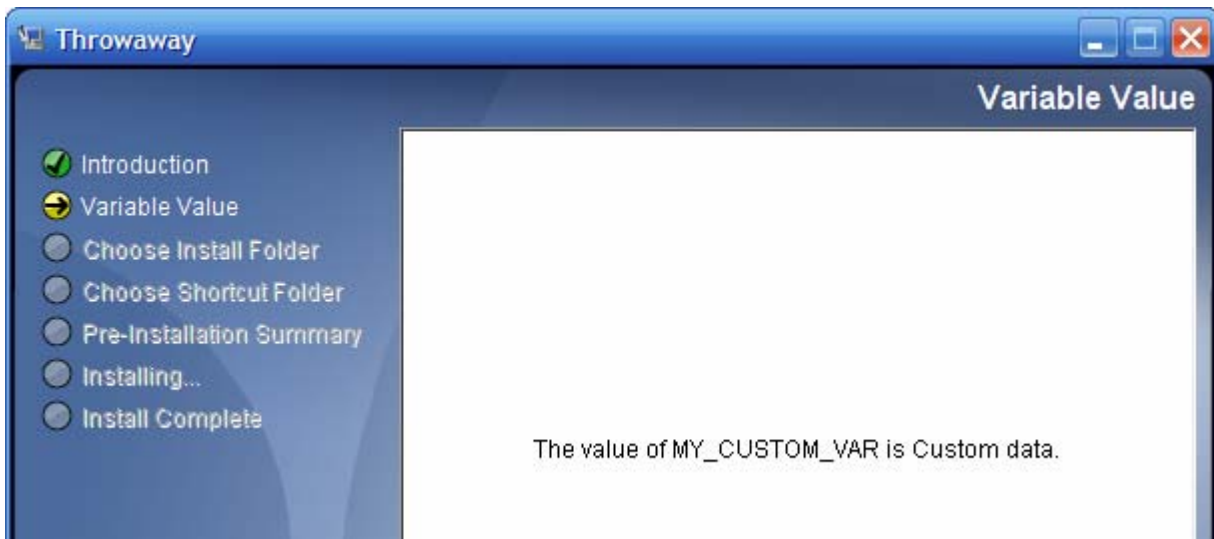 Throwaway
Variable Value
Introduction
Variable Value
Choose Install Folder
Choose Shortcut Folder
Pre-Installation Summary
Installing...
Install Complete
The value of MY_CUSTOM_VAR is Custom data.